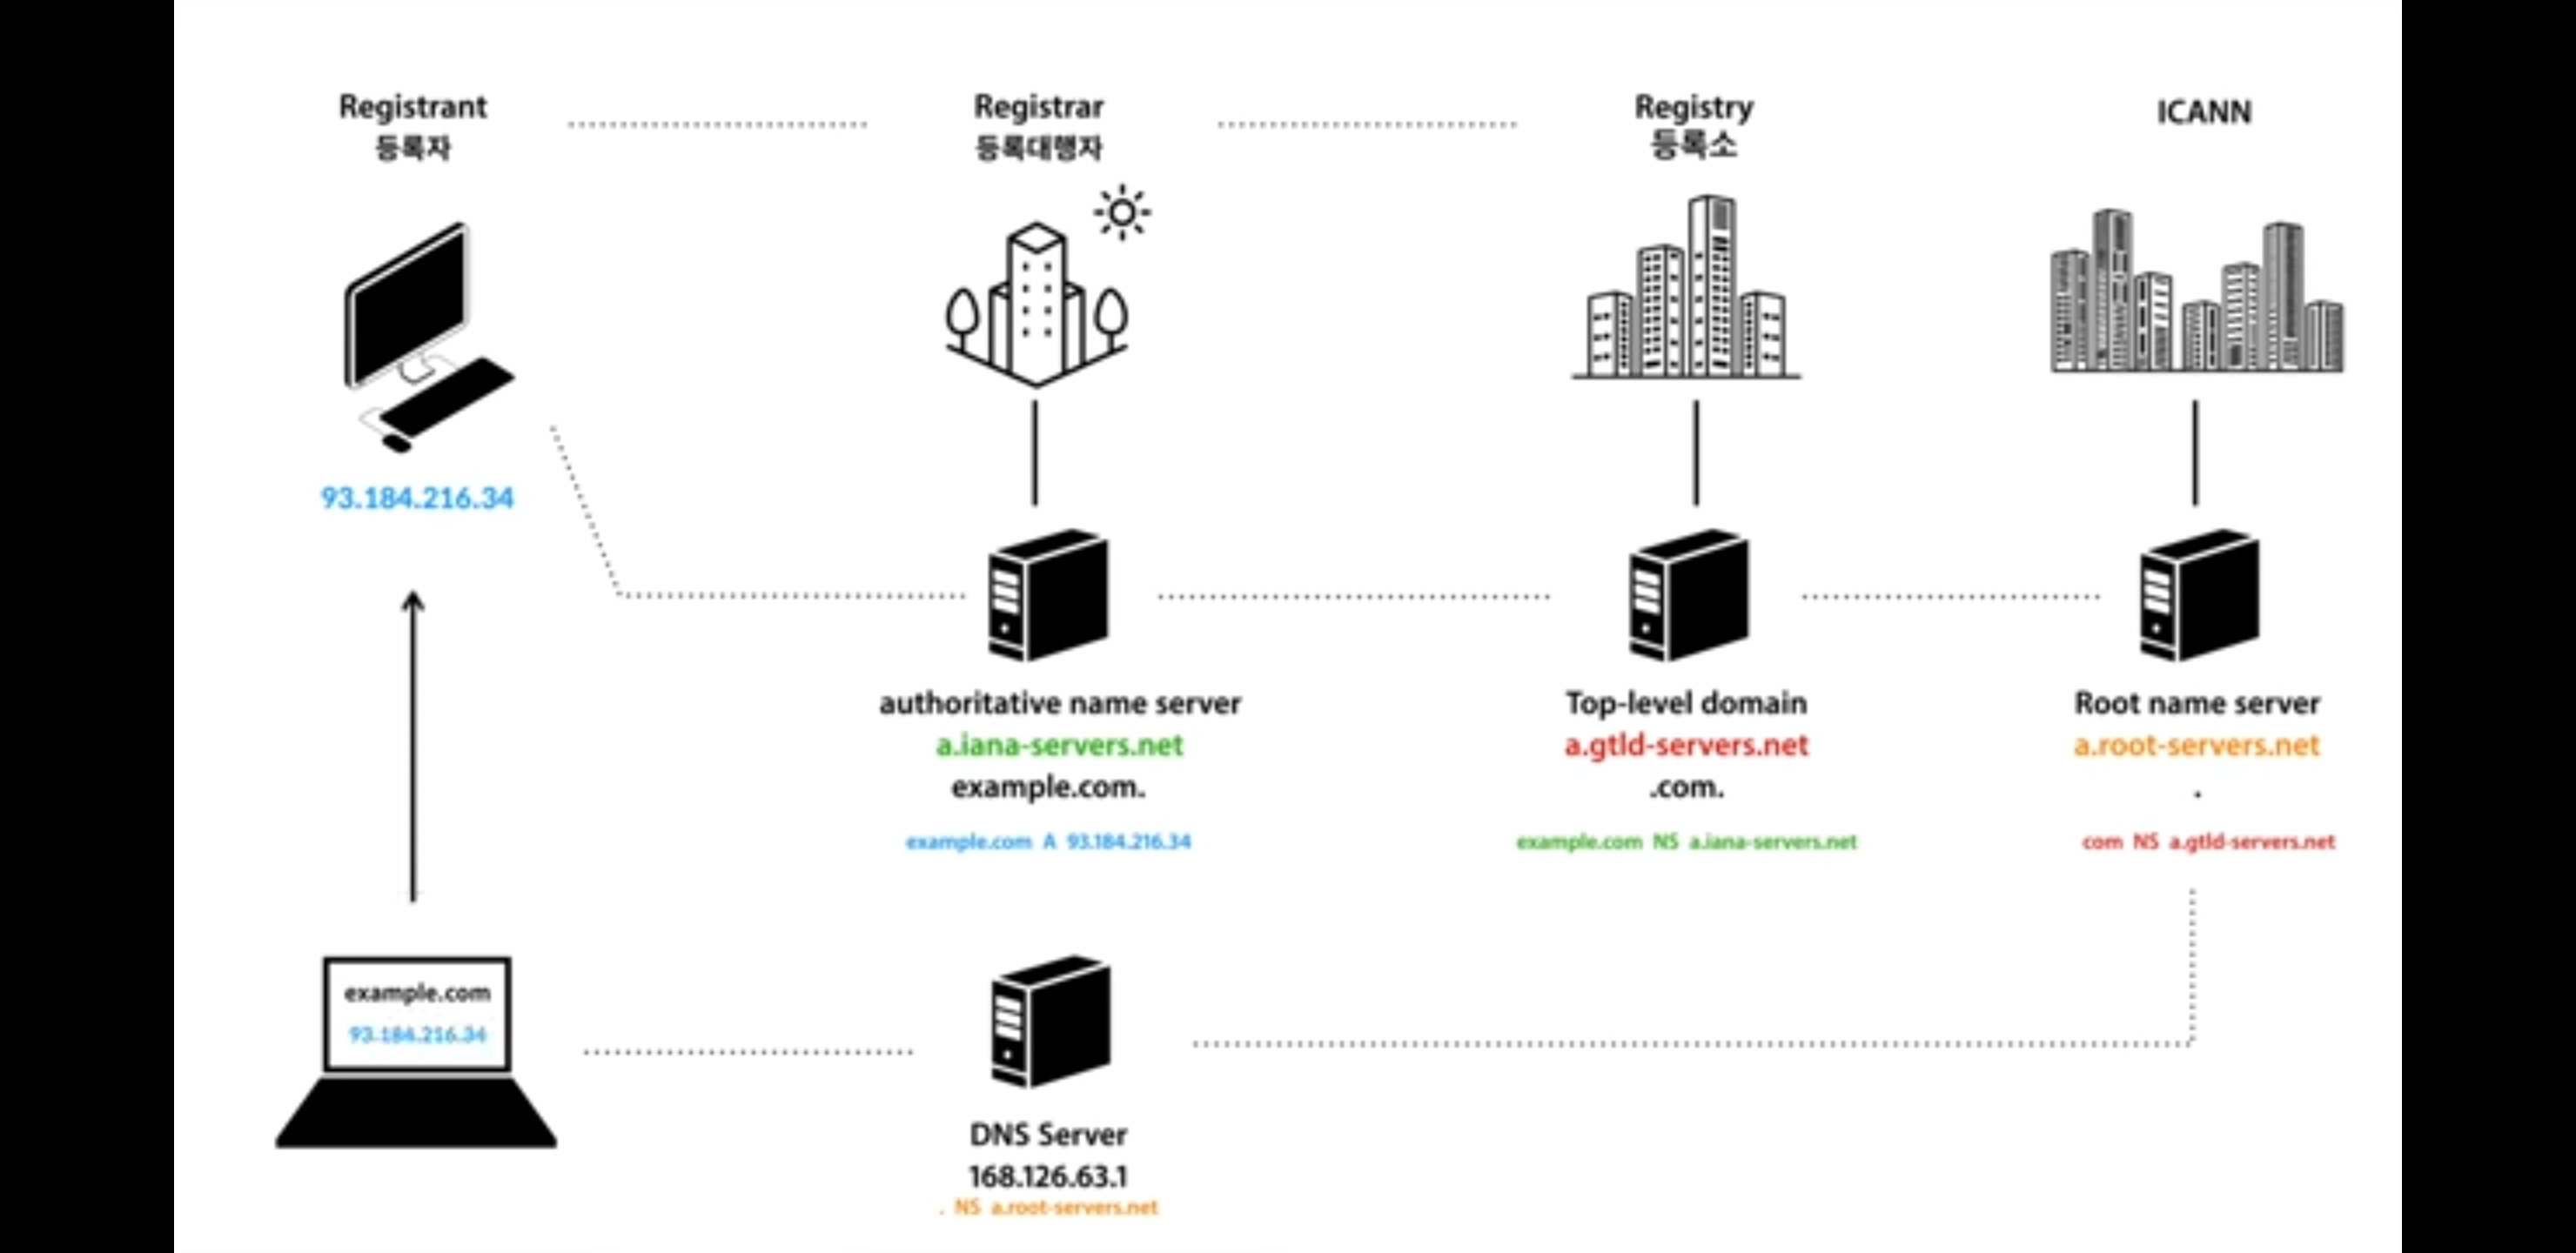 Registrant
등록자
Registrar
등록대행자
Registry
등록소
ICANN
93.184.216.34
authoritative name server
a.iana-servers.net
example.com.
example.com A 93.184.216.34
Top-level domain
a.gtld-servers.net
.com.
example.com NS a.iana-servers.net
Root name server
a.root-servers.net
.
com NS a.gtld-servers.net
example.com
93.184.216.34
DNS Server
168.126.63.1
. NS a.root-servers.net